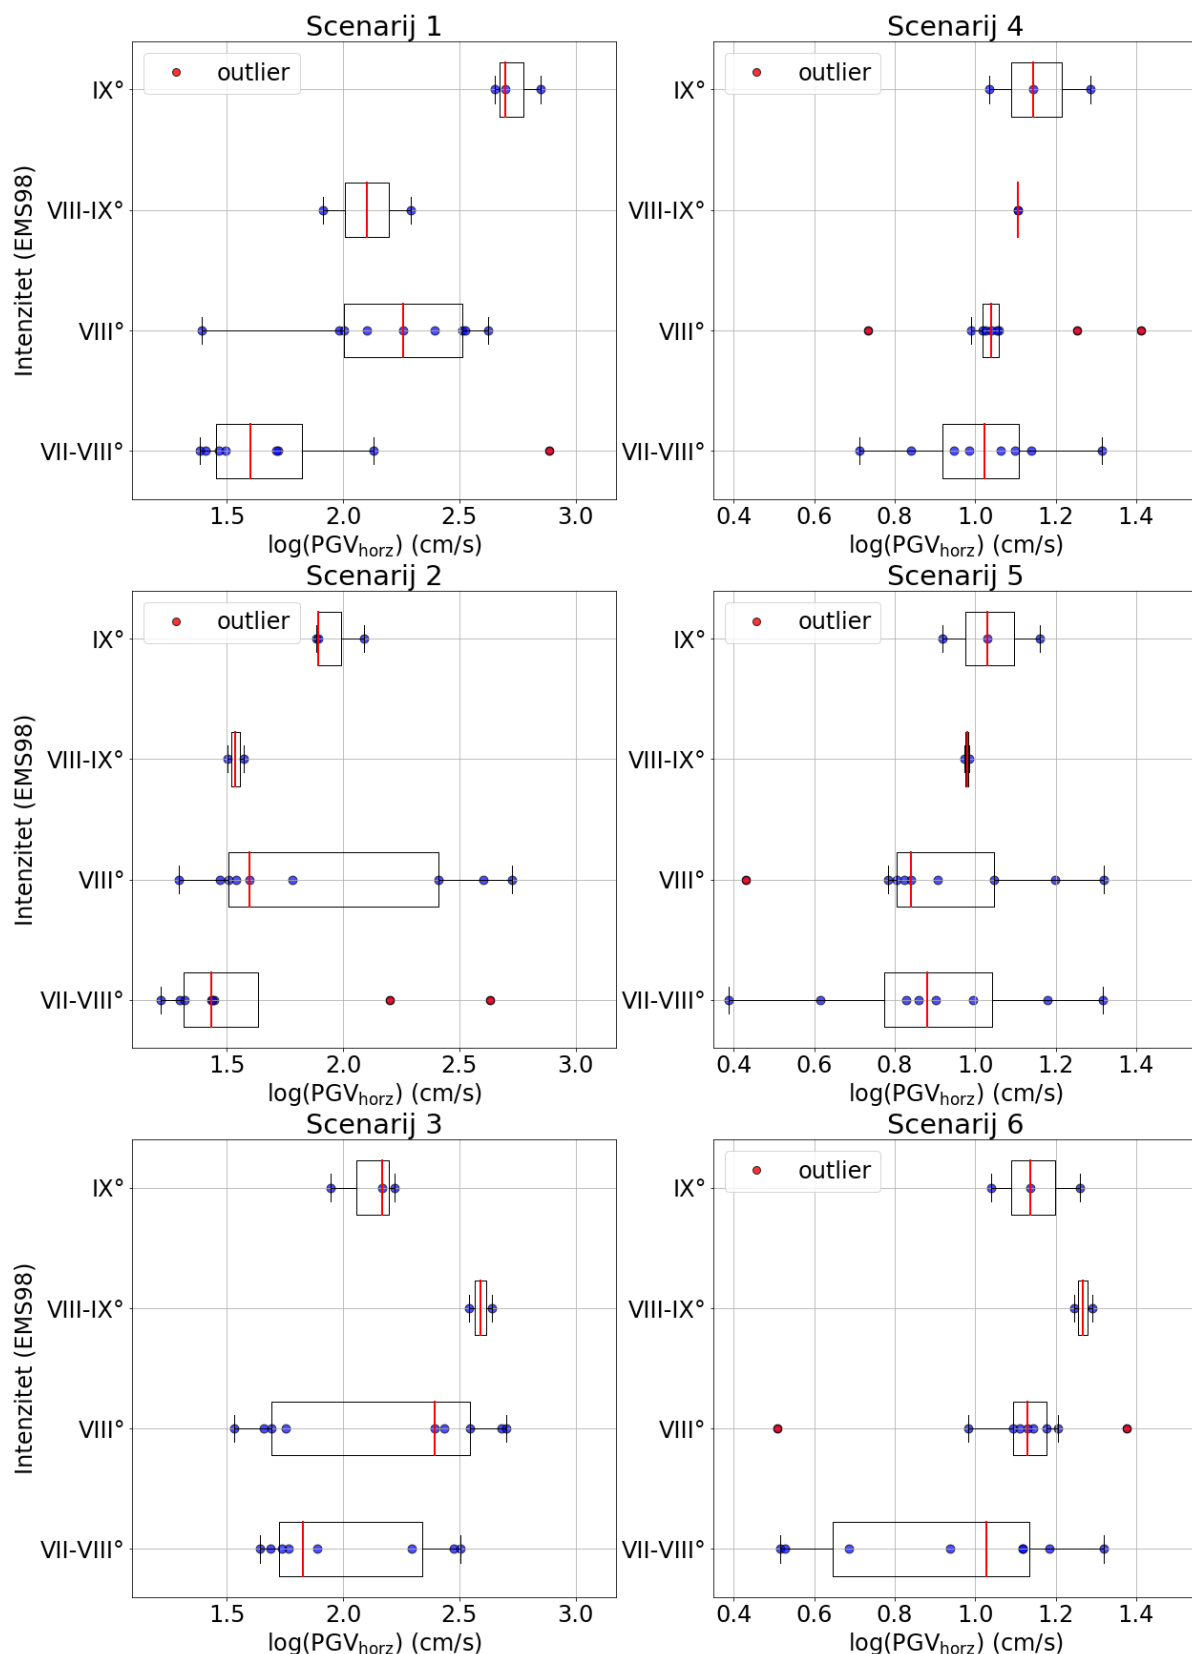 Scenarij 1
outlier
IX°
VIII-IX°
VIII°
VII-VIII°
Intenzitet (EMS98)
1.5 2.0 2.5 3.0
log(PGV_horz) (cm/s)
Scenarij 4
outlier
IX°
VIII-IX°
VIII°
VII-VIII°
0.4 0.6 0.8 1.0 1.2 1.4
log(PGV_horz) (cm/s)
Scenarij 2
outlier
IX°
VIII-IX°
VIII°
VII-VIII°
Intenzitet (EMS98)
1.5 2.0 2.5 3.0
log(PGV_horz) (cm/s)
Scenarij 5
outlier
IX°
VIII-IX°
VIII°
VII-VIII°
0.4 0.6 0.8 1.0 1.2 1.4
log(PGV_horz) (cm/s)
Scenarij 3
IX°
VIII-IX°
VIII°
VII-VIII°
Intenzitet (EMS98)
1.5 2.0 2.5 3.0
log(PGV_horz) (cm/s)
Scenarij 6
outlier
IX°
VIII-IX°
VIII°
VII-VIII°
0.4 0.6 0.8 1.0 1.2 1.4
log(PGV_horz) (cm/s)